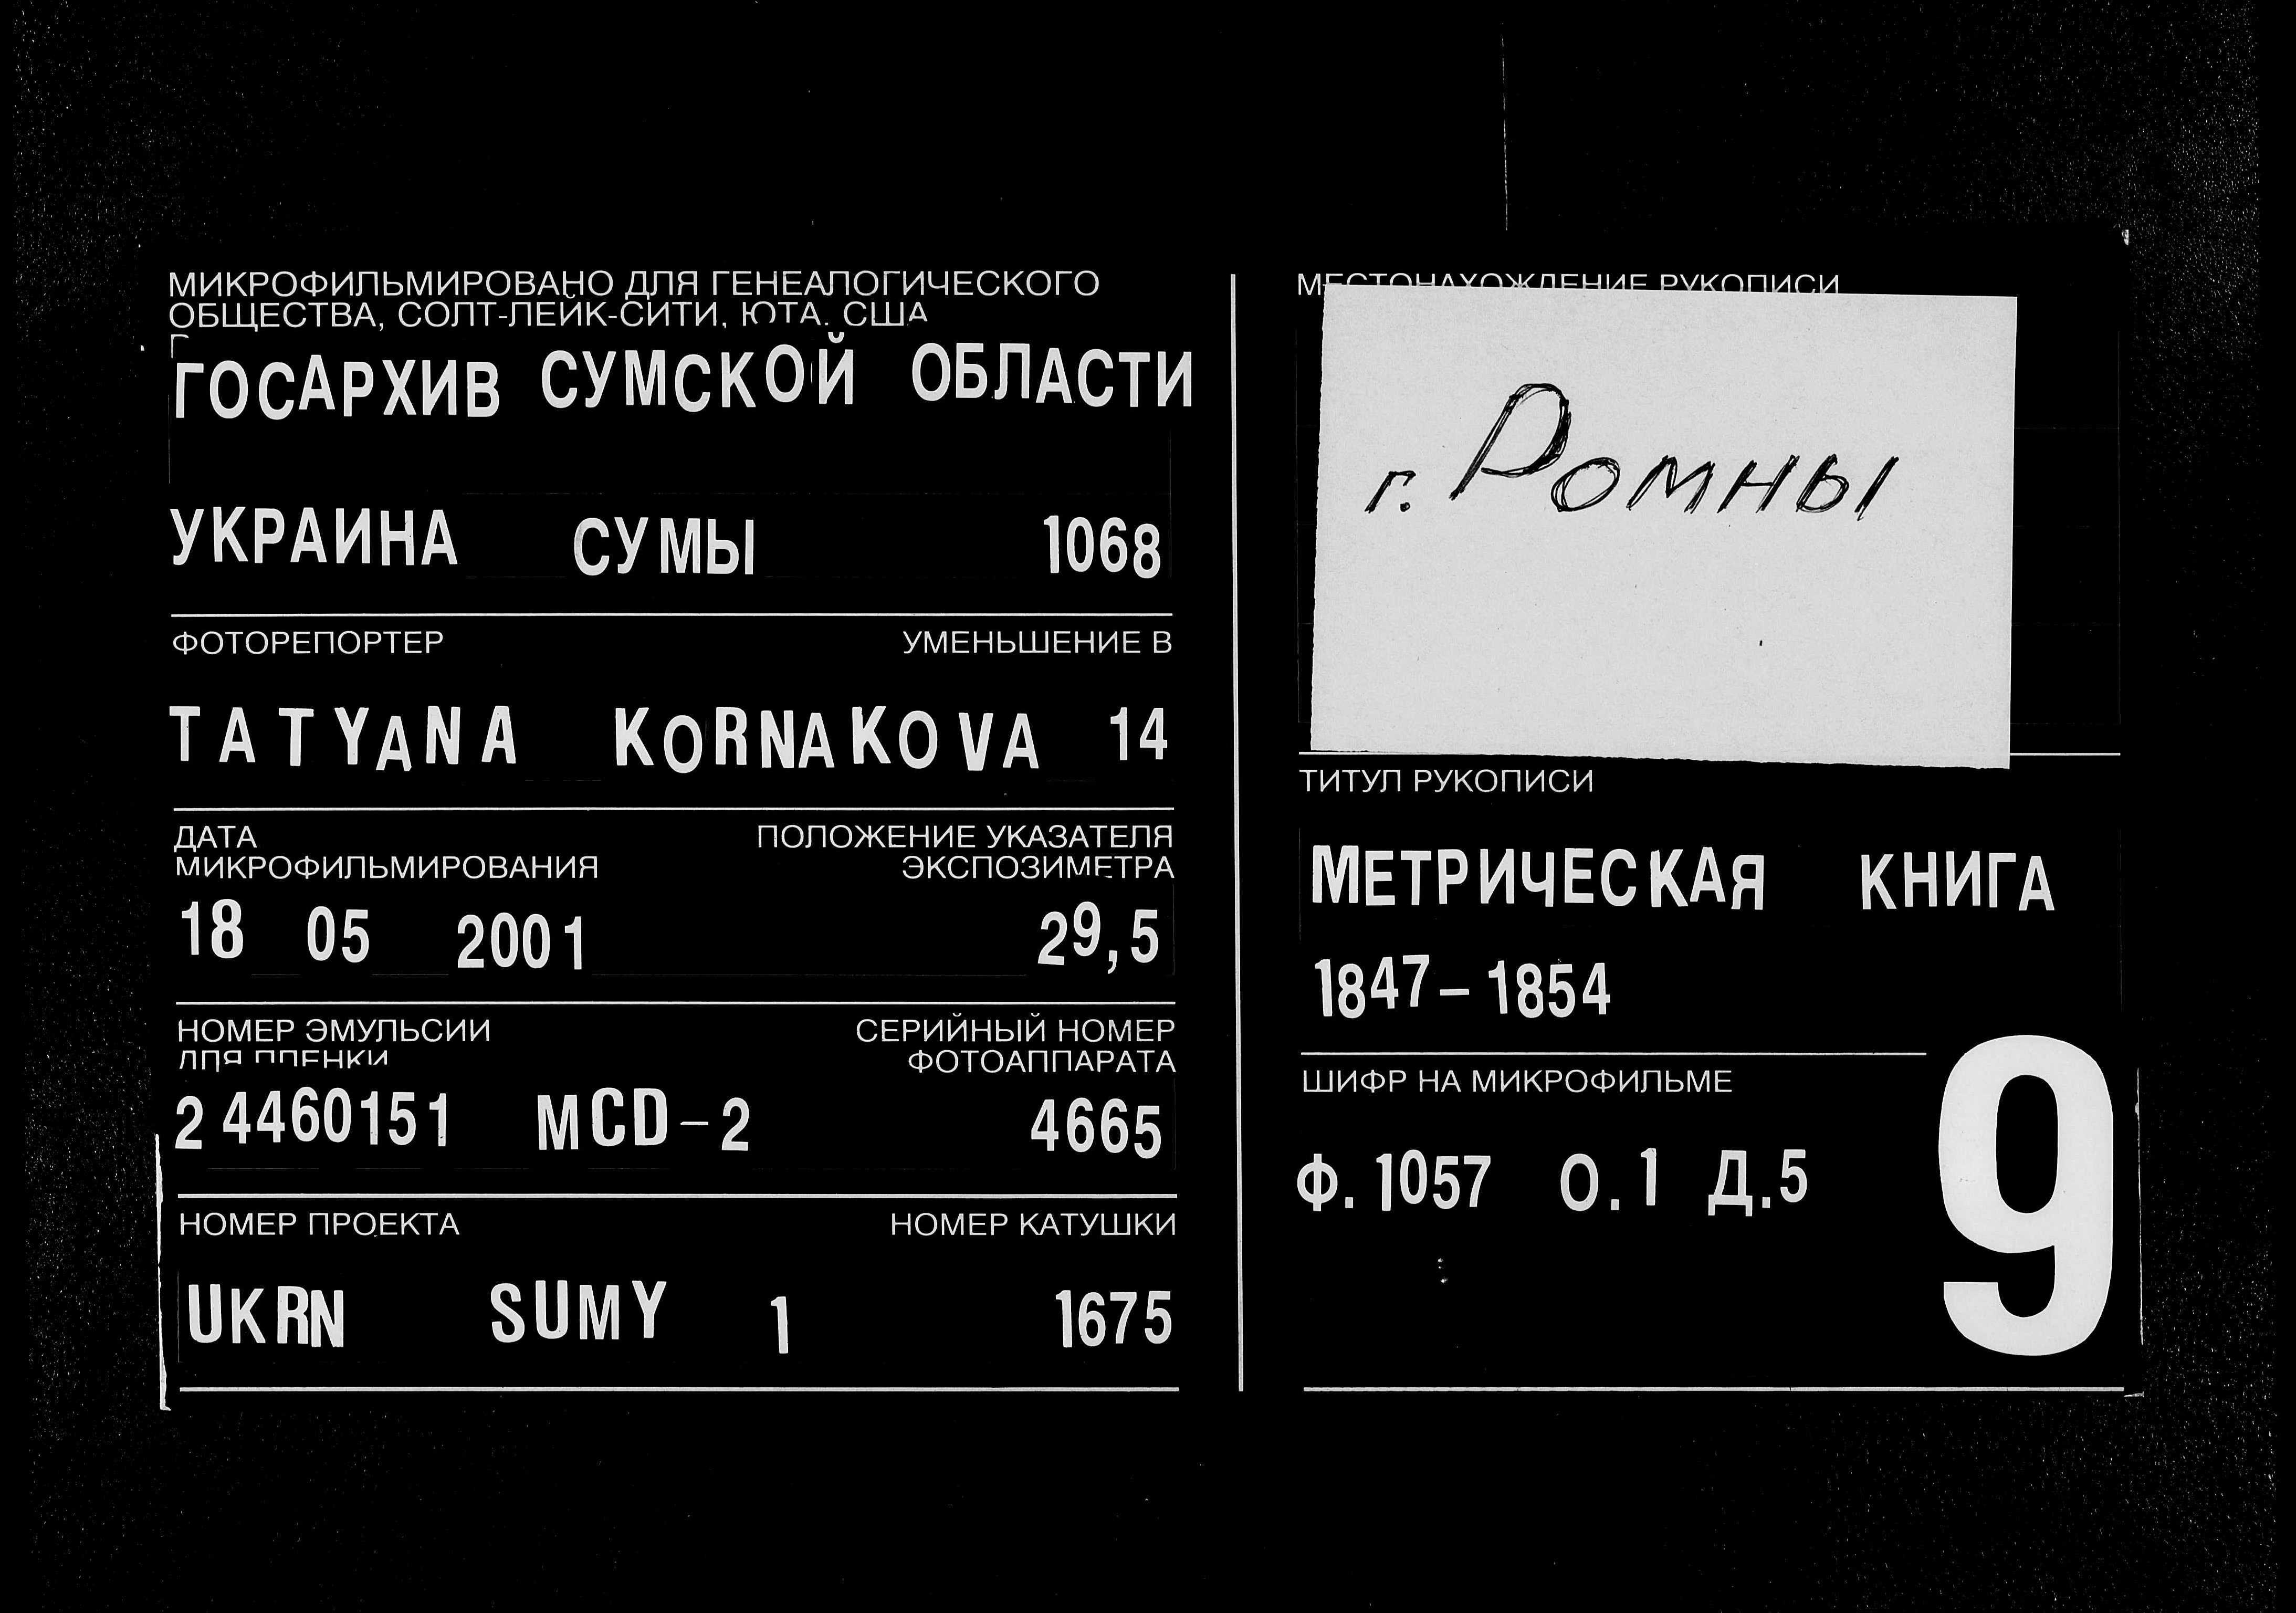 МИКРОФИЛЬМИРОВАНО ДЛЯ ГЕНЕАЛОГИЧЕСКОГО
ОБЩЕСТВА, СОЛТ-ЛЕЙК-СИТИ, ЮТА. США
ГОСАРХИВ СУМСКОЙ ОБЛАСТИ
УКРАИНА СУМЫ 1068
ФОТОРЕПОРТЕР УМЕНЬШЕНИЕ В
TATYANA KORNAKOVA 14
ДАТА ПОЛОЖЕНИЕ УКАЗАТЕЛЯ
МИКРОФИЛЬМИРОВАНИЯ ЭКСПОЗИМЕТРА
18 05 2001 29,5
НОМЕР ЭМУЛЬСИИ СЕРИЙНЫЙ НОМЕР
ДЛЯ ПЛЕНКИ ФОТОАППАРАТА
24460151 MCD-2 4665
НОМЕР ПРОЕКТА НОМЕР КАТУШКИ
UKRN SUMY 1 1675
МЕСТОНАХОЖДЕНИЕ РУКОПИСИ
г. Ромны
ТИТУЛ РУКОПИСИ
МЕТРИЧЕСКАЯ КНИГА
1847-1854
ШИФР НА МИКРОФИЛЬМЕ
Ф. 1057 О.1 Д.5
9